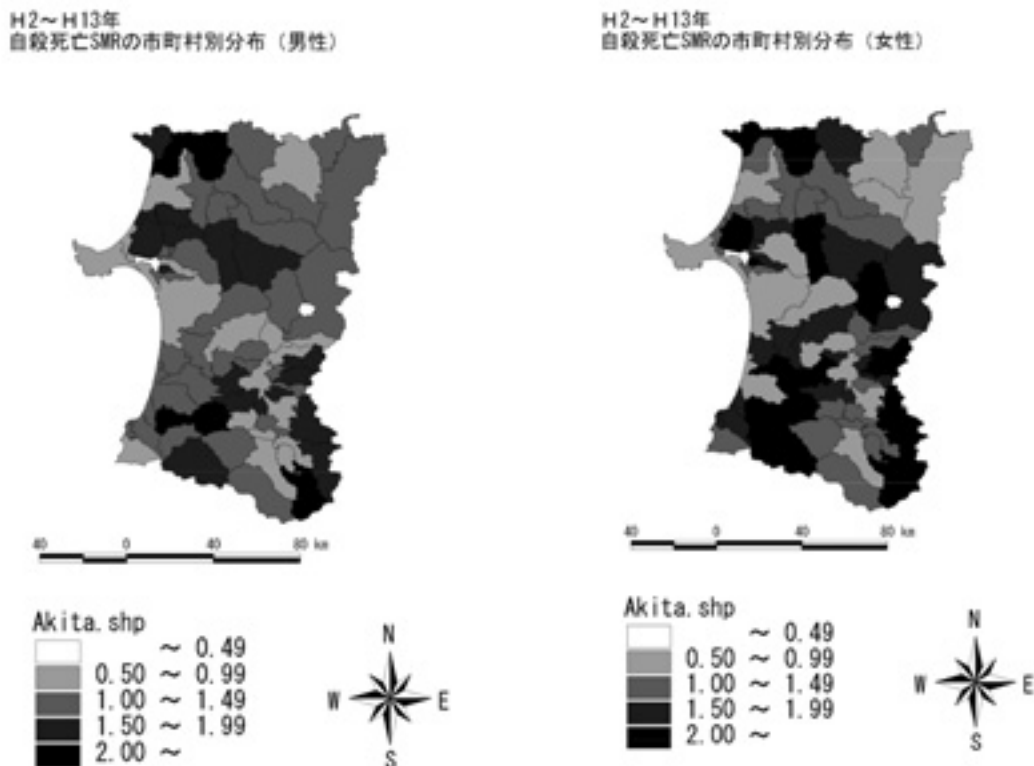 H2～H13年
自殺死亡SMRの市町村別分布（男性）
H2～H13年
自殺死亡SMRの市町村別分布（女性）
40 0 40 80 km
40 0 40 80 km
Akita.shp
～ 0.49
0.50 ～ 0.99
1.00 ～ 1.49
1.50 ～ 1.99
2.00 ～
N
W E
S
Akita.shp
～ 0.49
0.50 ～ 0.99
1.00 ～ 1.49
1.50 ～ 1.99
2.00 ～
N
W E
S